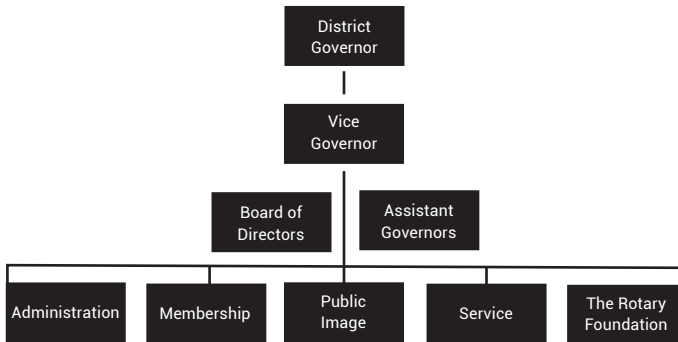 District
Governor
Vice
Governor
Board of
Directors
Assistant
Governors
Administration
Membership
Public
Image
Service
The Rotary
Foundation